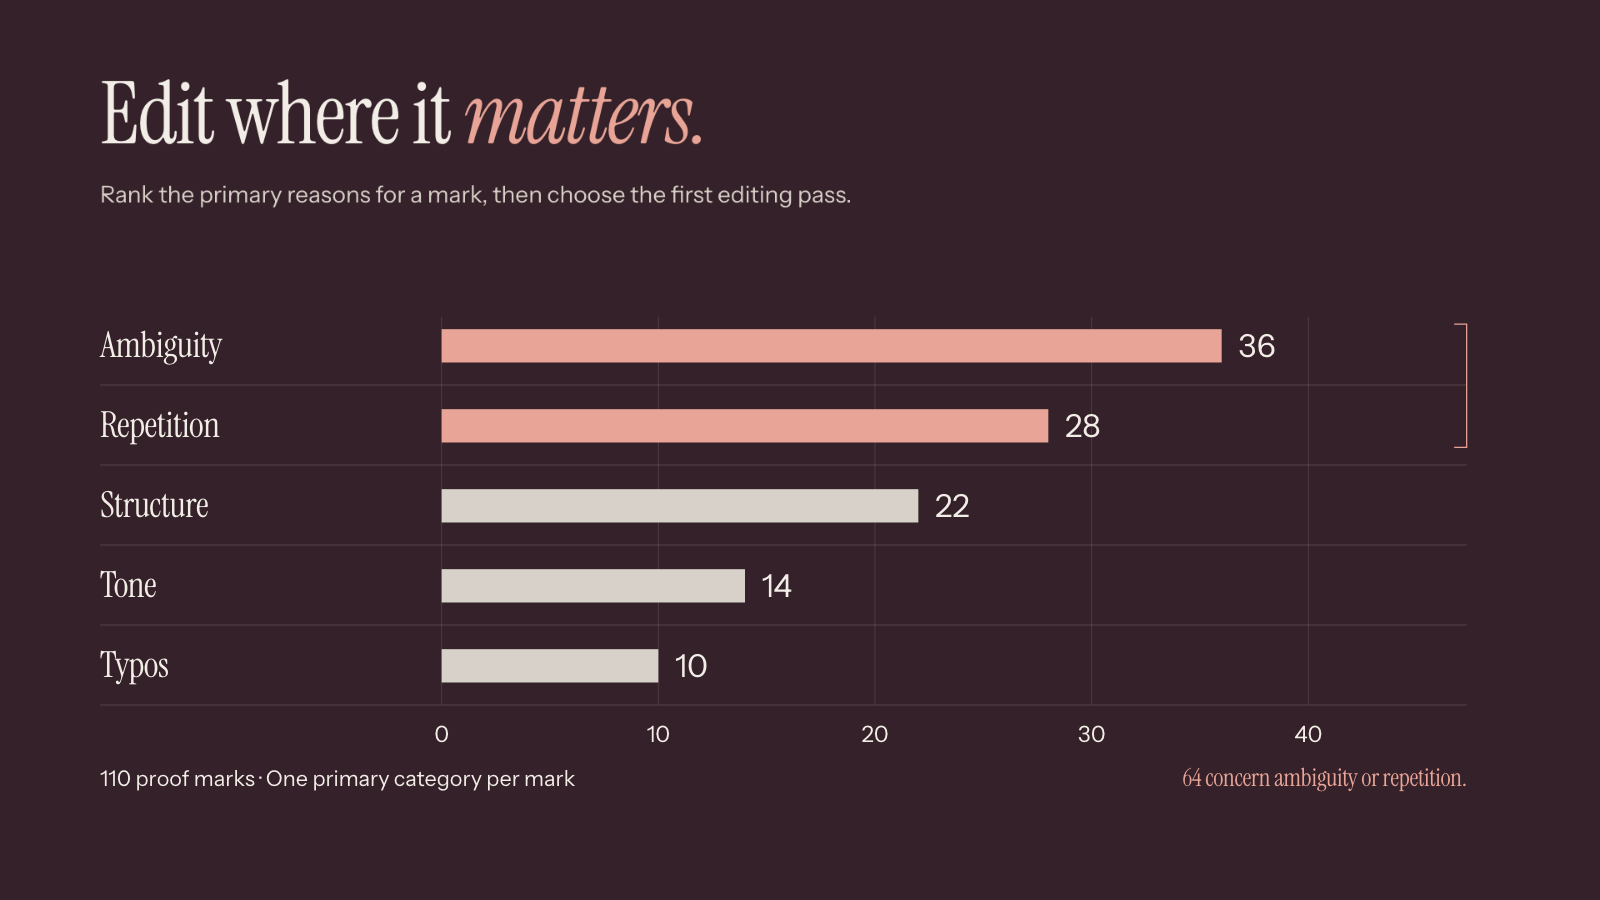 Edit where it matters.
Rank the primary reasons for a mark, then choose the first editing pass.
Ambiguity 36
Repetition 28
Structure 22
Tone 14
Typos 10
0 10 20 30 40
110 proof marks · One primary category per mark
64 concern ambiguity or repetition.